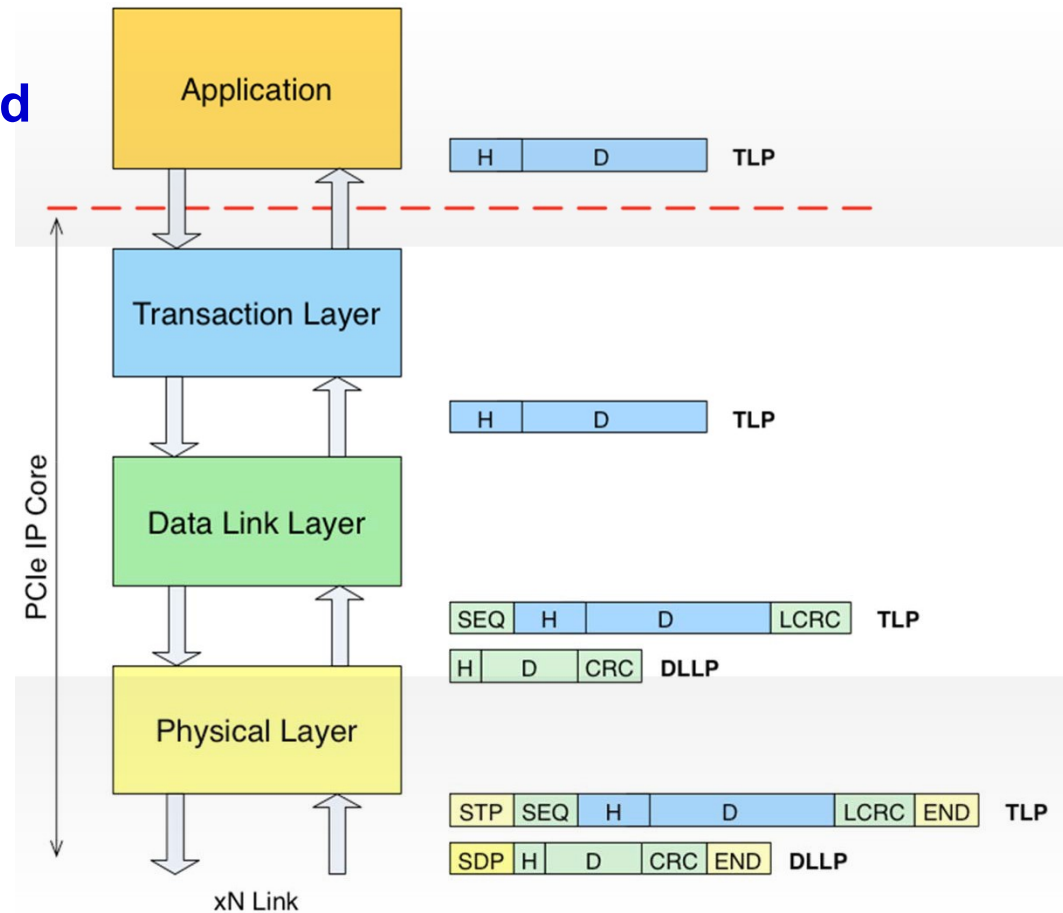 Application
d
H D TLP
Transaction Layer
H D TLP
PCIe IP Core
Data Link Layer
SEQ H D LCRC TLP
H D CRC DLLP
Physical Layer
STP SEQ H D LCRC END TLP
SDP H D CRC END DLLP
xN Link